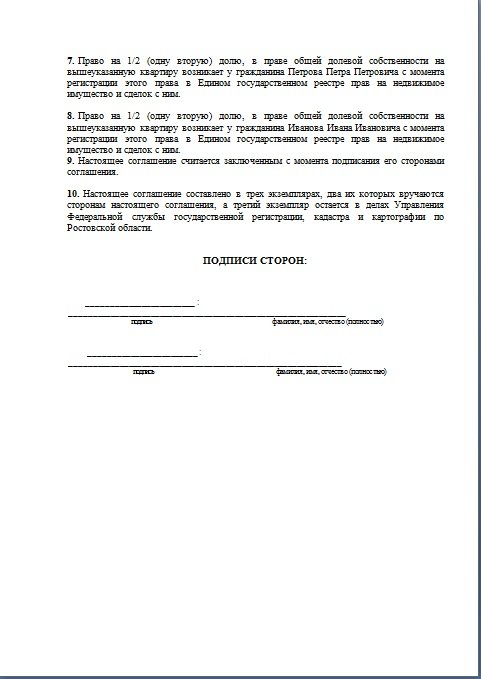 7. Право на 1/2 (одну вторую) долю, в праве общей долевой собственности на
вышеуказанную квартиру возникает у гражданина Петрова Петра Петровича с момента
регистрации этого права в Едином государственном реестре прав на недвижимое
имущество и сделок с ним.
8. Право на 1/2 (одну вторую) долю, в праве общей долевой собственности на
вышеуказанную квартиру возникает у гражданина Иванова Ивана Ивановича с момента
регистрации этого права в Едином государственном реестре прав на недвижимое
имущество и сделок с ним.
9. Настоящее соглашение считается заключенным с момента подписания его сторонами
соглашения.
10. Настоящее соглашение составлено в трех экземплярах, два их которых вручаются
сторонам настоящего соглашения, а третий экземпляр остается в делах Управления
Федеральной службы государственной регистрации, кадастра и картографии по
Ростовской области.
ПОДПИСИ СТОРОН:
_______________________ :
____________________________________________________________
подпись фамилия, имя, отчество (полностью)
_______________________ :
____________________________________________________________
подпись фамилия, имя, отчество (полностью)